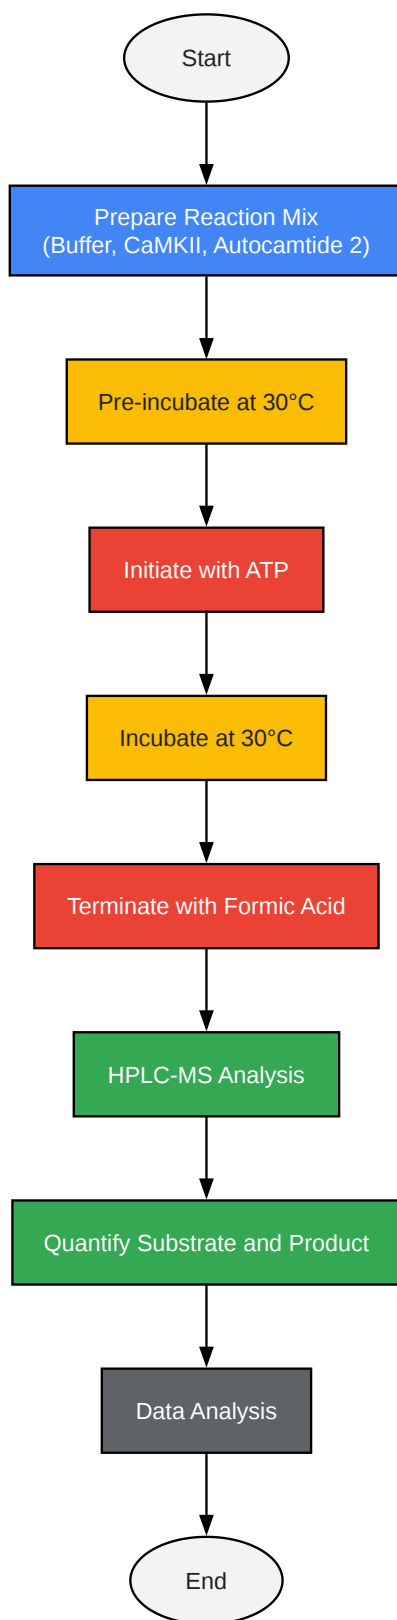 Start
Prepare Reaction Mix
(Buffer, CaMKII, Autocamtide 2)
Pre-incubate at 30°C
Initiate with ATP
Incubate at 30°C
Terminate with Formic Acid
HPLC-MS Analysis
Quantify Substrate and Product
Data Analysis
End